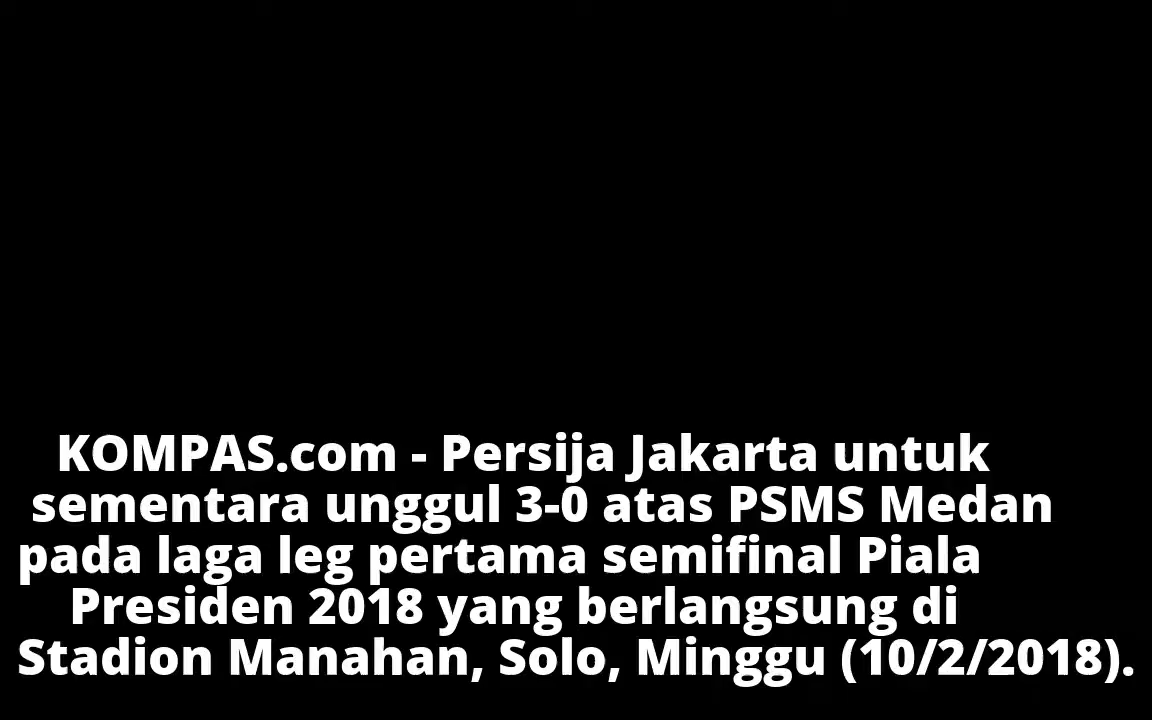 KOMPAS.com - Persija Jakarta untuk
sementara unggul 3-0 atas PSMS Medan
pada laga leg pertama semifinal Piala
Presiden 2018 yang berlangsung di
Stadion Manahan, Solo, Minggu (10/2/2018).